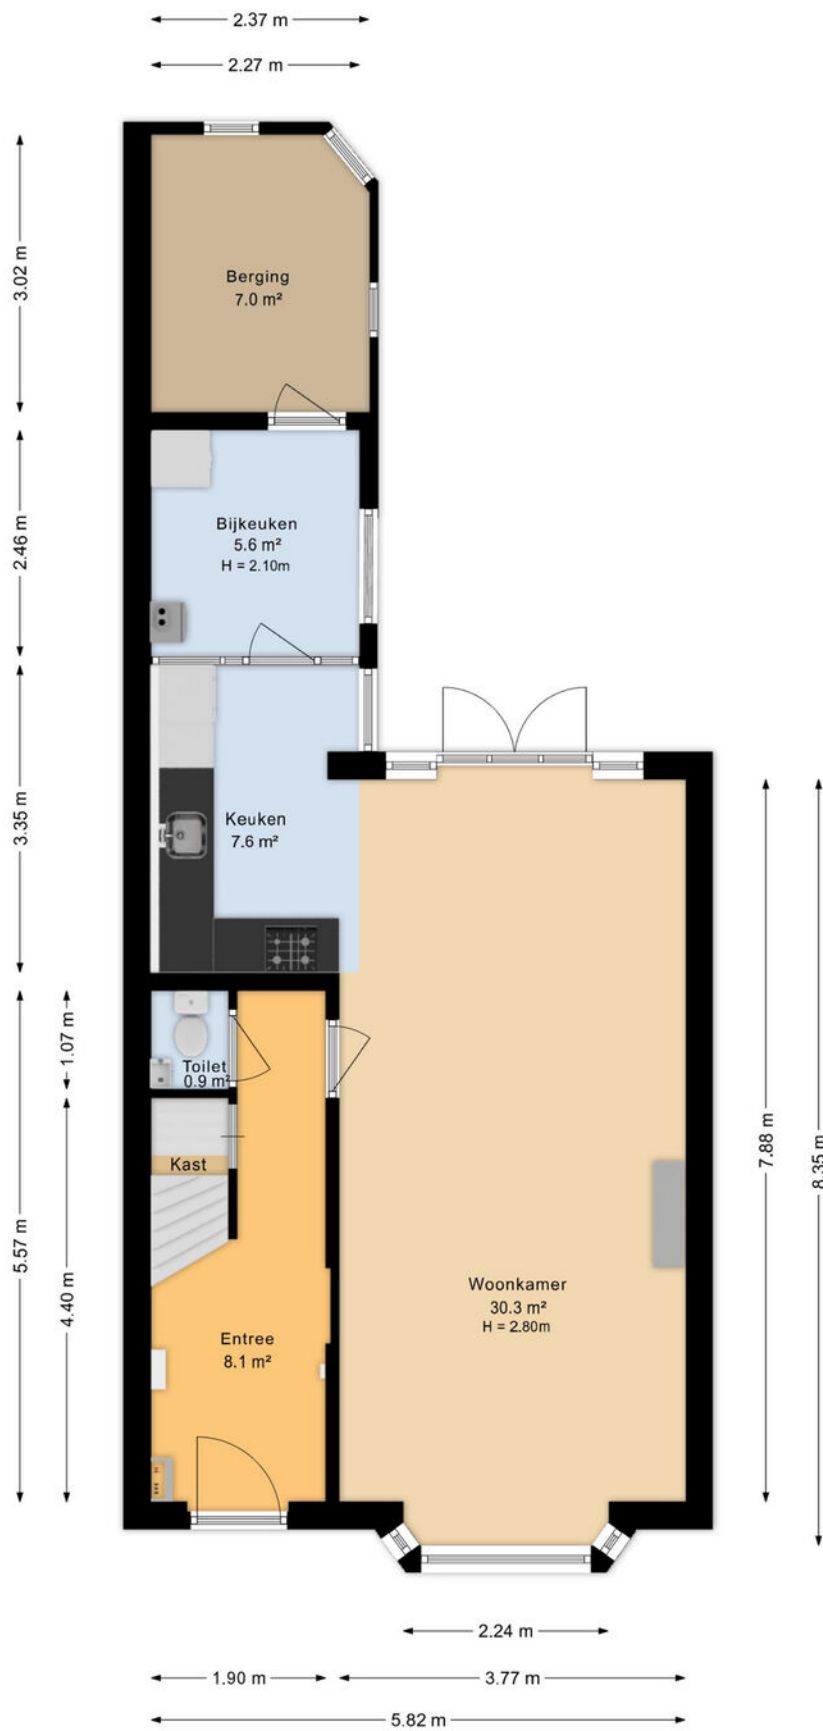 2.37 m
2.27 m
3.02 m
Berging
7.0 m²
2.46 m
Bijkeuken
5.6 m²
H = 2.10m
3.35 m
Keuken
7.6 m²
1.07 m
Toilet
0.9 m²
7.88 m
8.35 m
Kast
5.57 m
4.40 m
Woonkamer
30.3 m²
H = 2.80m
Entree
8.1 m²
2.24 m
1.90 m
3.77 m
5.82 m